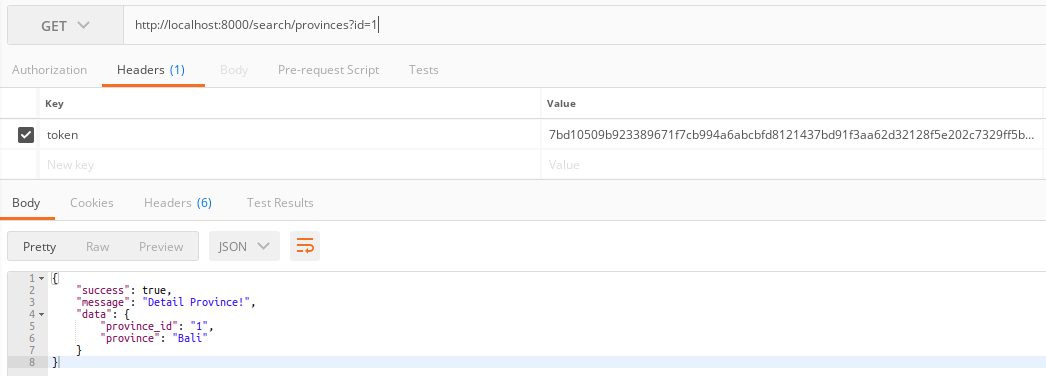 GET http://localhost:8000/search/provinces?id=1
Authorization Headers (1) Body Pre-request Script Tests
Key Value
token 7bd10509b923389671f7cb994a6abcbfd8121437bd91f3aa62d32128f5e202c7329ff5b...
New key Value
Body Cookies Headers (6) Test Results
Pretty Raw Preview JSON
1 {
2 "success": true,
3 "message": "Detail Province!",
4 "data": {
5 "province_id": "1",
6 "province": "Bali"
7 }
8 }